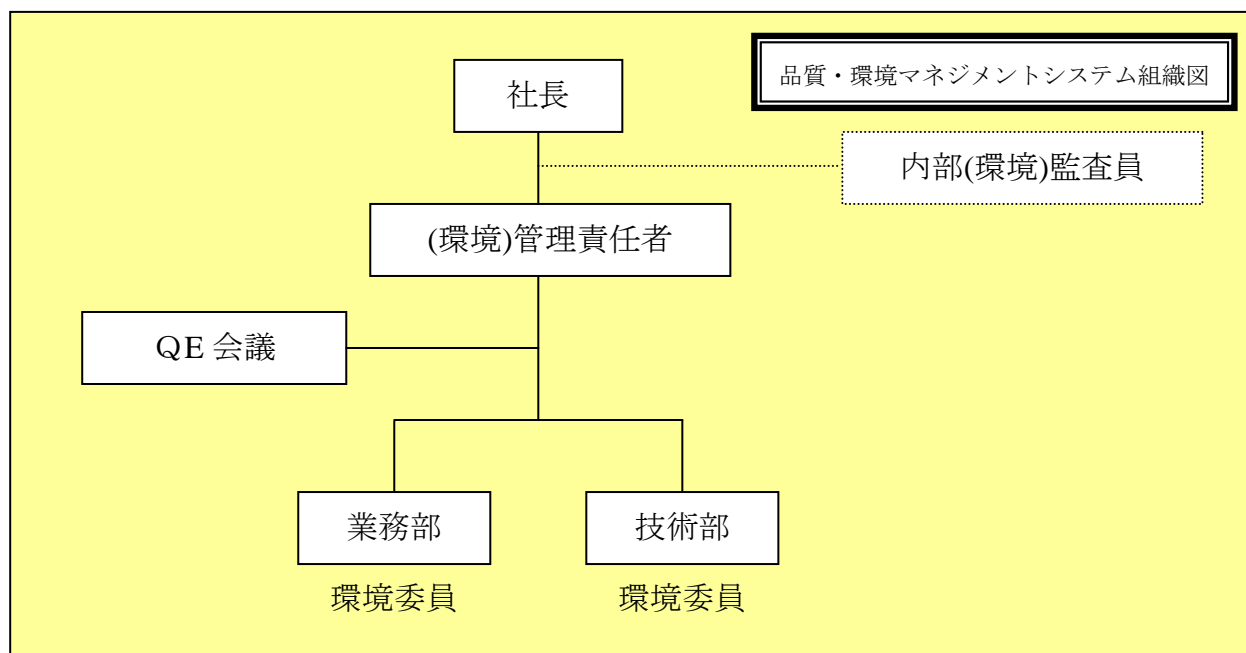 品質・環境マネジメントシステム組織図
社長
内部(環境)監査員
(環境)管理責任者
ＱＥ会議
業務部
技術部
環境委員
環境委員